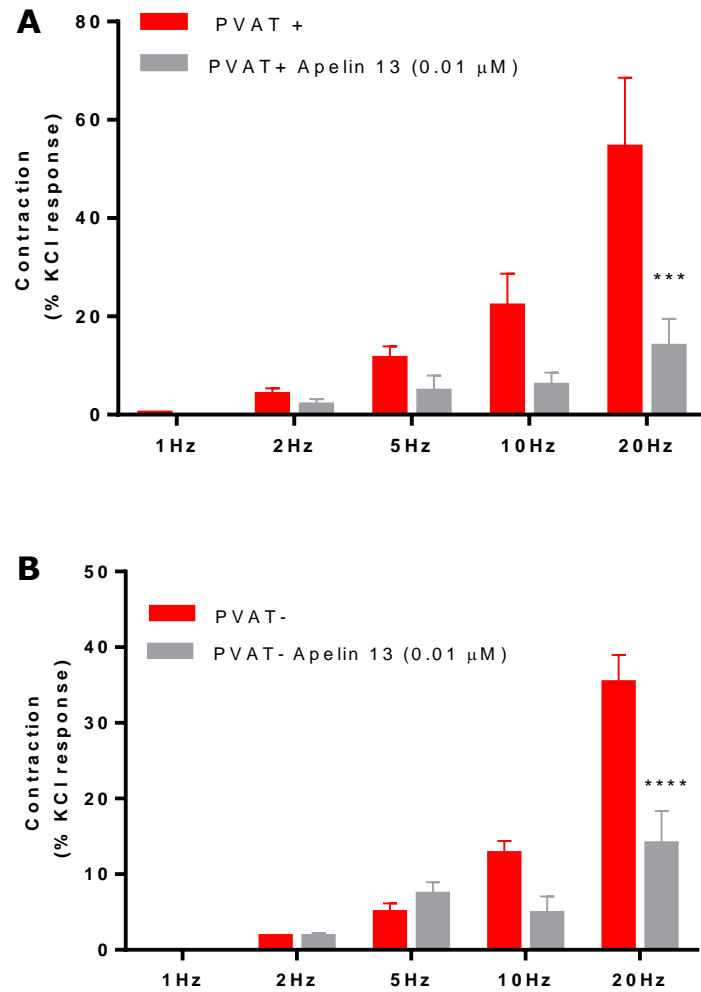 A
80
60
40
20
0
Contraction
(% KCl response)
PVAT +
PVAT+ Apelin 13 (0.01 μM)
***
1Hz 2Hz 5Hz 10Hz 20Hz
B
50
40
30
20
10
0
Contraction
(% KCl response)
PVAT-
PVAT- Apelin 13 (0.01 μM)
****
1Hz 2Hz 5Hz 10Hz 20Hz